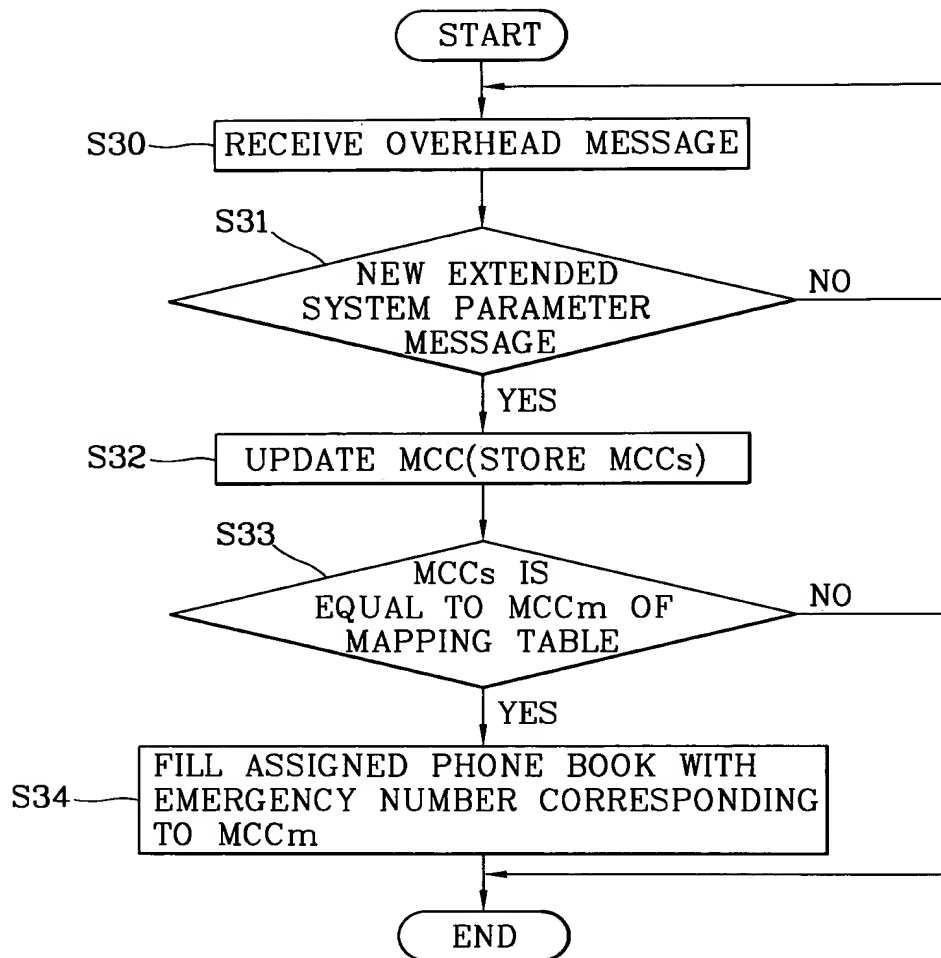 START
S30
RECEIVE OVERHEAD MESSAGE
S31
NEW EXTENDED
SYSTEM PARAMETER
MESSAGE
NO
YES
S32
UPDATE MCC(STORE MCCs)
S33
MCCs IS
EQUAL TO MCCm OF
MAPPING TABLE
NO
YES
S34
FILL ASSIGNED PHONE BOOK WITH
EMERGENCY NUMBER CORRESPONDING
TO MCCm
END